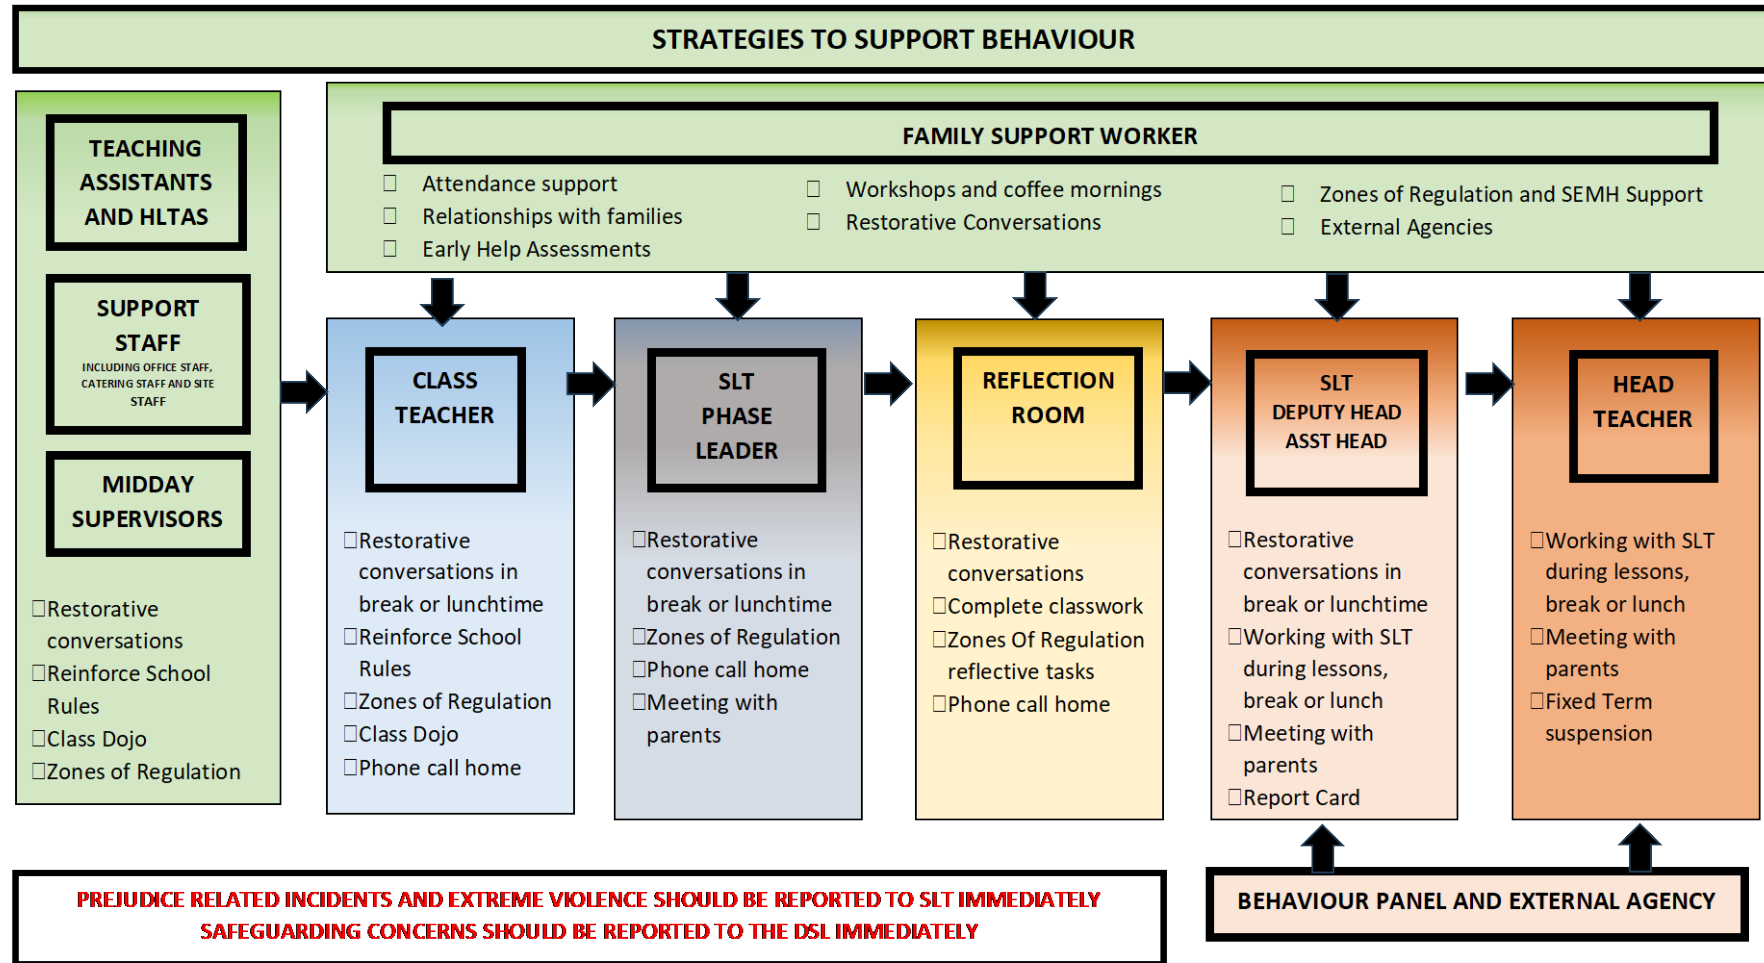 STRATEGIES TO SUPPORT BEHAVIOUR
TEACHING
ASSISTANTS
AND HLTAS
SUPPORT
STAFF
INCLUDING OFFICE STAFF,
CATERING STAFF AND SITE
STAFF
MIDDAY
SUPERVISORS
Restorative
conversations
Reinforce School
Rules
Class Dojo
Zones of Regulation
FAMILY SUPPORT WORKER
Attendance support
Relationships with families
Early Help Assessments
Workshops and coffee mornings
Restorative Conversations
Zones of Regulation and SEMH Support
External Agencies
CLASS
TEACHER
Restorative
conversations in
break or lunchtime
Reinforce School
Rules
Zones of Regulation
Class Dojo
Phone call home
SLT
PHASE
LEADER
Restorative
conversations in
break or lunchtime
Zones of Regulation
Phone call home
Meeting with
parents
REFLECTION
ROOM
Restorative
conversations
Complete classwork
Zones Of Regulation
reflective tasks
Phone call home
SLT
DEPUTY HEAD
ASST HEAD
Restorative
conversations in
break or lunchtime
Working with SLT
during lessons,
break or lunch
Meeting with
parents
Report Card
HEAD
TEACHER
Working with SLT
during lessons,
break or lunch
Meeting with
parents
Fixed Term
suspension
PREJUDICE RELATED INCIDENTS AND EXTREME VIOLENCE SHOULD BE REPORTED TO SLT IMMEDIATELY
SAFEGUARDING CONCERNS SHOULD BE REPORTED TO THE DSL IMMEDIATELY
BEHAVIOUR PANEL AND EXTERNAL AGENCY